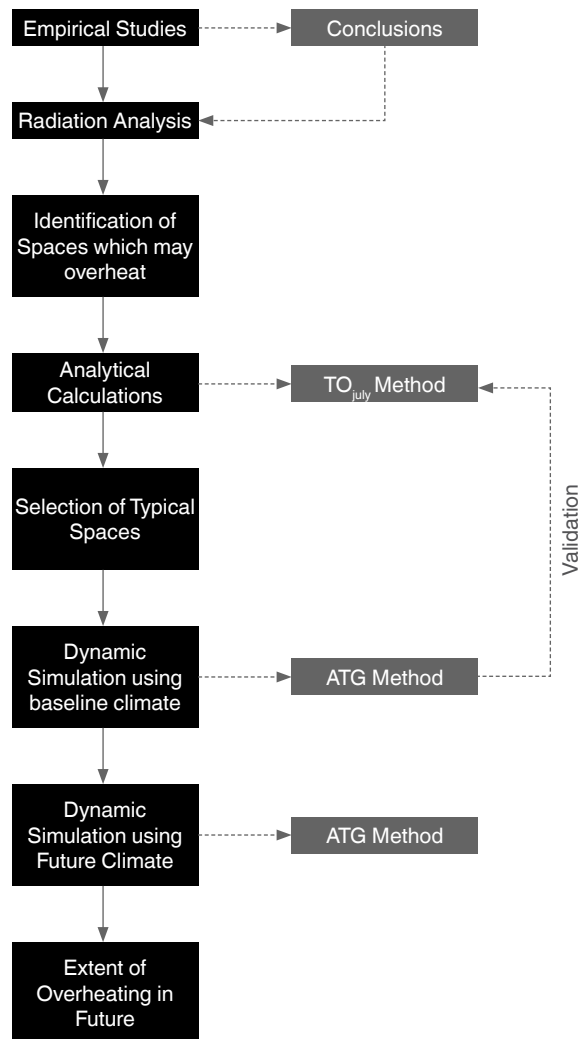 Empirical Studies
Conclusions
Radiation Analysis
Identification of
Spaces which may
overheat
Analytical
Calculations
TOjuly Method
Selection of Typical
Spaces
Validation
Dynamic
Simulation using
baseline climate
ATG Method
Dynamic
Simulation using
Future Climate
ATG Method
Extent of
Overheating in
Future